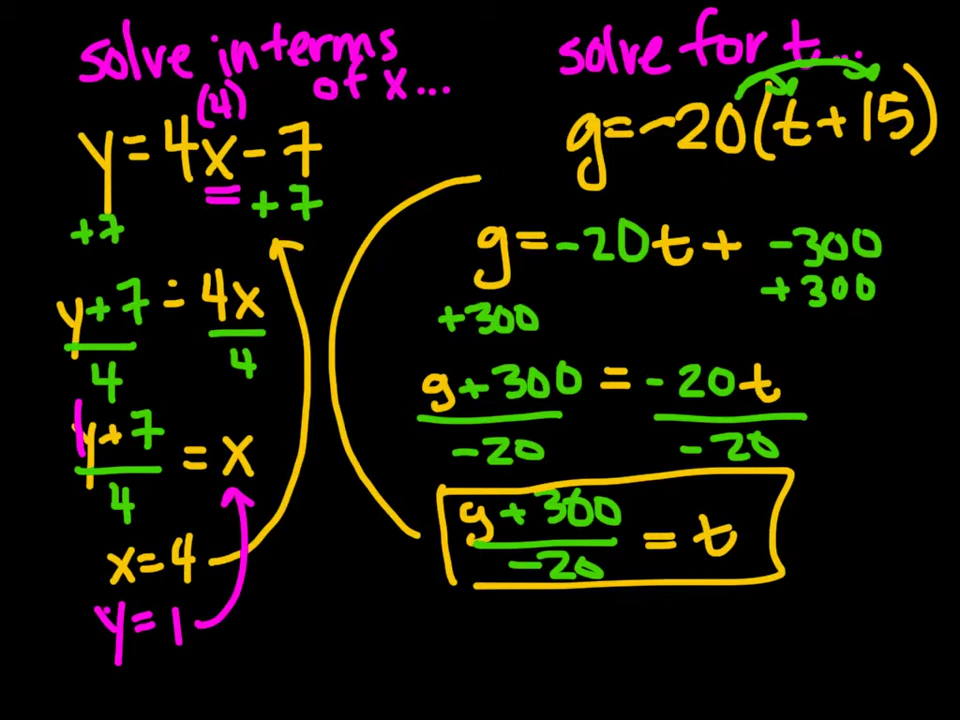 solve in terms
of x...
(4)
y=4x-7
+7 +7
y+7=4x
4 4
y+7
4 = x
x=4
y=1
solve for t...
g=-20(t+15)
g=-20t+-300
+300 +300
g+300=-20t
-20 -20
g+300
-20 = t